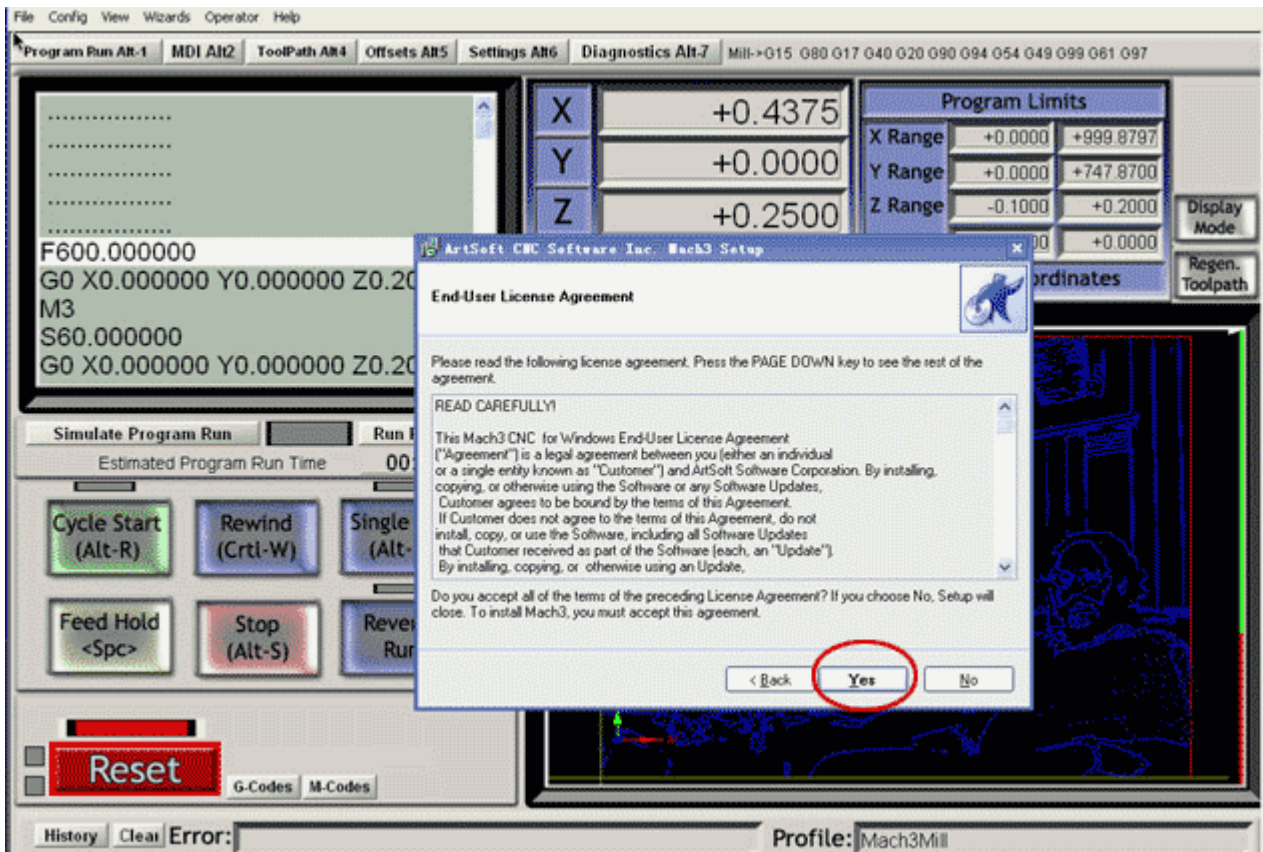 File Config View Wizards Operator Help
Program Run Alt-1 MDI Alt2 ToolPath Alt4 Offsets Alt5 Settings Alt6 Diagnostics Alt-7 Mill->G15 G80 G17 G40 G20 G90 G94 G54 G49 G99 G61 G97
F600.000000
G0 X0.000000 Y0.000000 Z0.20
M3
S60.000000
G0 X0.000000 Y0.000000 Z0.20
X +0.4375
Y +0.0000
Z +0.2500
Program Limits
X Range +0.0000 +999.8797
Y Range +0.0000 +747.8700
Z Range -0.1000 +0.2000
+0.0000
Display
Mode
Regen.
Toolpath
Simulate Program Run
Estimated Program Run Time 00:
Cycle Start
(Alt-R)
Rewind
(Crtl-W)
Single
(Alt-
Feed Hold
<Spc>
Stop
(Alt-S)
Reset
G-Codes M-Codes
ArtSoft CNC Software Inc. Mach3 Setup
End-User License Agreement
Please read the following license agreement. Press the PAGE DOWN key to see the rest of the
agreement.
READ CAREFULLY!
This Mach3 CNC for Windows End-User License Agreement
("Agreement") is a legal agreement between you (either an individual
or a single entity known as "Customer") and ArtSoft Software Corporation. By installing,
copying, or otherwise using the Software or any Software Updates,
Customer agrees to be bound by the terms of this Agreement.
If Customer does not agree to the terms of this Agreement, do not
install, copy, or use the Software, including all Software Updates
that Customer received as part of the Software (each, an "Update").
By installing, copying, or otherwise using an Update,
Do you accept all of the terms of the preceding License Agreement? If you choose No, Setup will
close. To install Mach3, you must accept this agreement.
< Back Yes No
History Clear Error: Profile: Mach3Mill